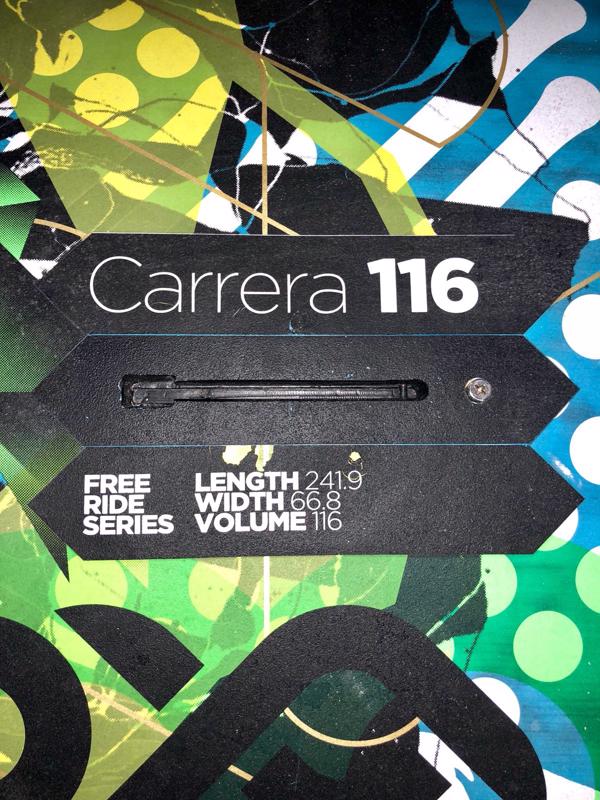 Carrera 116
FREE
RIDE
SERIES
LENGTH 241.9
WIDTH 66.8
VOLUME 116